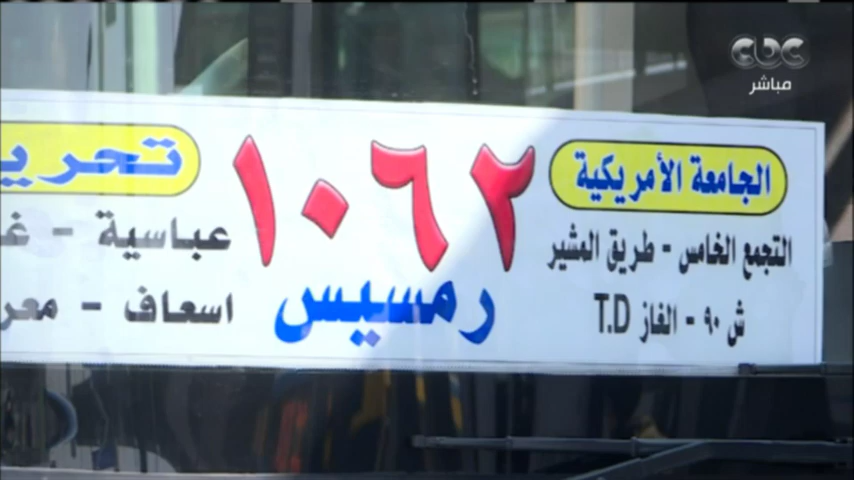 cbc
مباشر
الجامعة الأمريكية
التجمع الخامس - طريق المشير
ش ٩٠ - الغاز T.D
١٠٦٢
رمسيس
عباسية -
اسعاف -